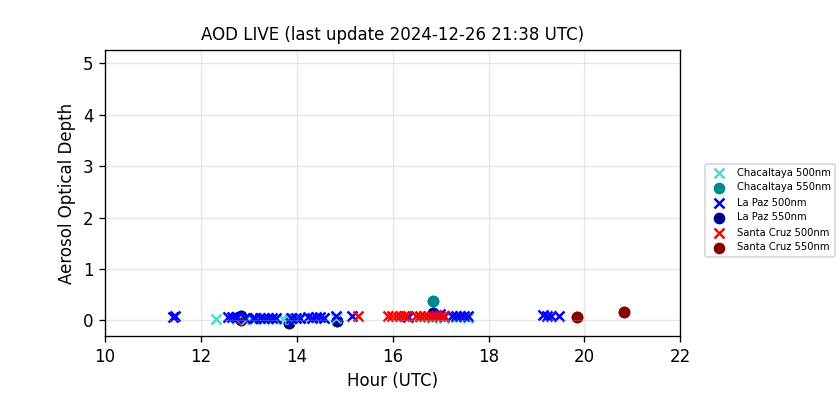 AOD LIVE (last update 2024-12-26 21:38 UTC)
Aerosol Optical Depth
5
4
3
2
1
0
10 12 14 16 18 20 22
Hour (UTC)
Chacaltaya 500nm
Chacaltaya 550nm
La Paz 500nm
La Paz 550nm
Santa Cruz 500nm
Santa Cruz 550nm